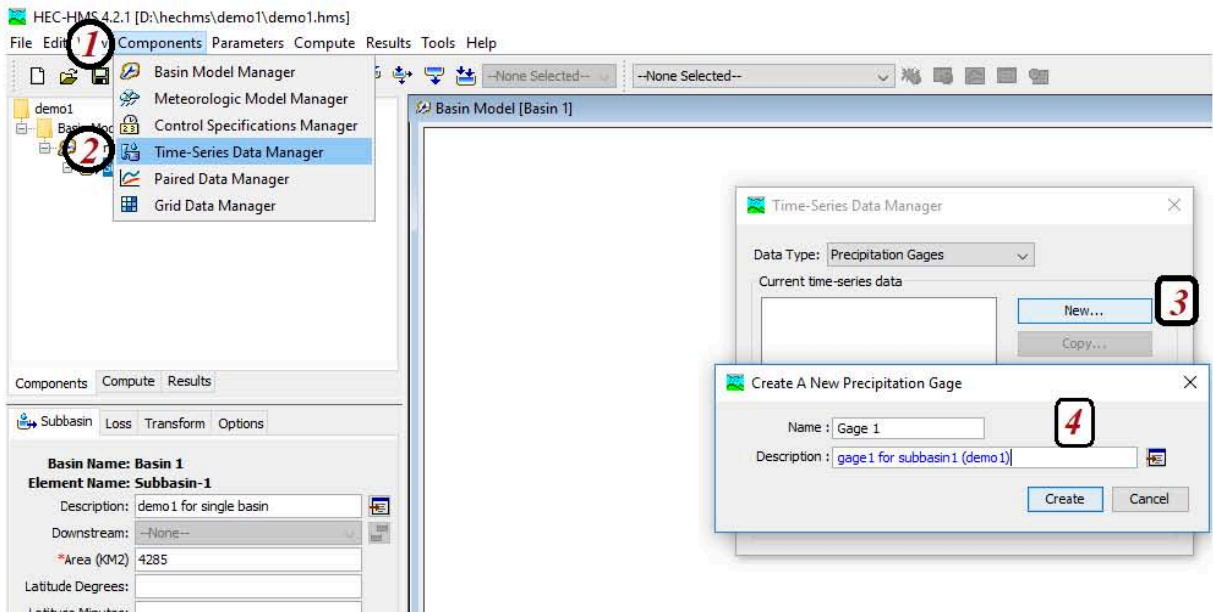 HEC-HMS 4.2.1 [D:\hechms\demo1\demo1.hms]
File Edit Components Parameters Compute Results Tools Help
1
--None Selected-- --None Selected--
Basin Model Manager
Meteorologic Model Manager
Control Specifications Manager
Time-Series Data Manager
Paired Data Manager
Grid Data Manager
demo1
2
Components Compute Results
Subbasin Loss Transform Options
Basin Name: Basin 1
Element Name: Subbasin-1
Description: demo1 for single basin
Downstream: --None--
*Area (KM2) 4285
Latitude Degrees:
Latitude Minutes:
Basin Model [Basin 1]
Time-Series Data Manager
Data Type: Precipitation Gages
Current time-series data
New...
3
Copy...
Create A New Precipitation Gage
4
Name : Gage 1
Description : gage1 for subbasin1 (demo1)
Create Cancel